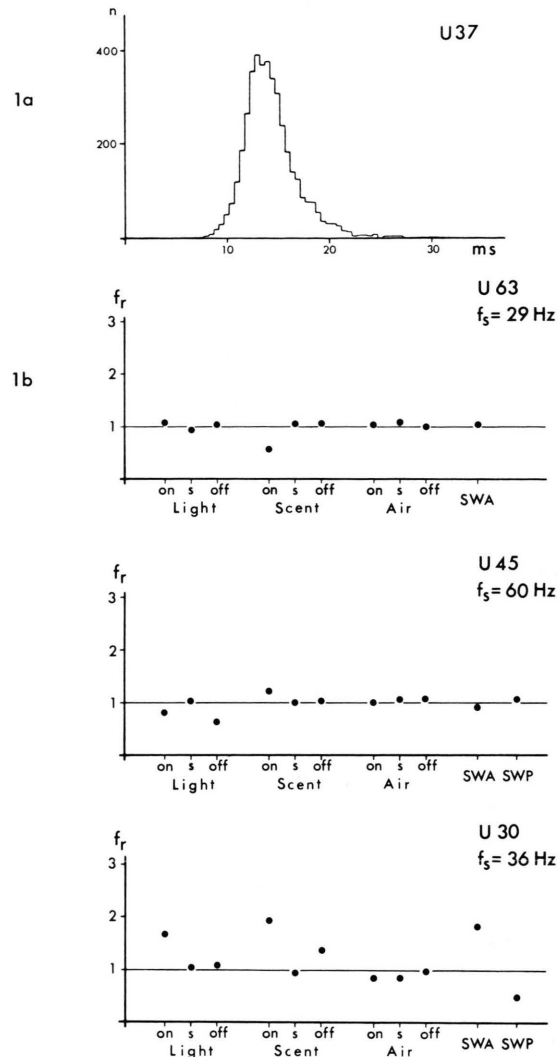 n
U37
400
1a
200
10 20 30 ms
fr
U 63
fs= 29 Hz
3
2
1b
1
on s off on s off on s off SWA
Light Scent Air
fr
U 45
fs= 60 Hz
3
2
1
on s off on s off on s off SWA SWP
Light Scent Air
fr
U 30
fs= 36 Hz
3
2
1
on s off on s off on s off SWA SWP
Light Scent Air